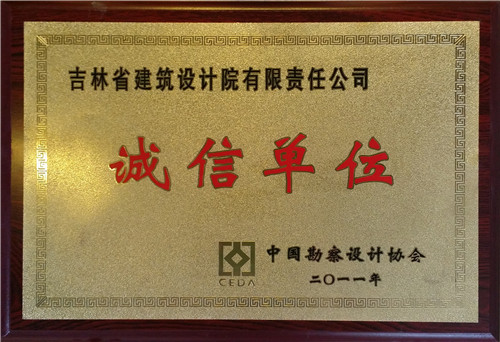 吉林省建筑设计院有限责任公司
诚信单位
中国勘察设计协会
CEDA
二〇一一年